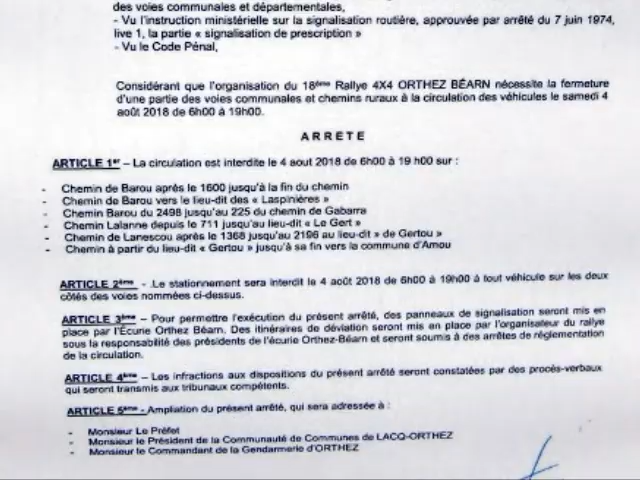 des voies communales et départementales,
- Vu l'instruction ministérielle sur la signalisation routière, approuvée par arrêté du 7 juin 1974,
live 1, la partie « signalisation de prescription »
- Vu le Code Pénal,
Considérant que l'organisation du 18ème Rallye 4X4 ORTHEZ BÉARN nécessite la fermeture
d'une partie des voies communales et chemins ruraux à la circulation des véhicules le samedi 4
août 2018 de 6h00 à 19h00.
ARRETE
ARTICLE 1er – La circulation est interdite le 4 aout 2018 de 6h00 à 19 h00 sur :
- Chemin de Barou après le 1600 jusqu'à la fin du chemin
- Chemin de Barou vers le lieu-dit des « Laspinières »
- Chemin Barou du 2498 jusqu'au 225 du chemin de Gabarra
- Chemin Lalanne depuis le 711 jusqu'au lieu-dit « Le Gert »
- Chemin de Lanescou après le 1368 jusqu'au 2196 au lieu-dit » de Gertou »
- Chemin à partir du lieu-dit « Gertou » jusqu'à sa fin vers la commune d'Amou
ARTICLE 2ème - .Le stationnement sera interdit le 4 août 2018 de 6h00 à 19h00 à tout véhicule sur les deux
côtés des voies nommées ci-dessus.
ARTICLE 3ème – Pour permettre l'exécution du présent arrêté, des panneaux de signalisation seront mis en
place par l'Écurie Orthez Béarn. Des itinéraires de déviation seront mis en place par l'organisateur du rallye
sous la responsabilité des présidents de l'écurie Orthez-Béarn et seront soumis à des arrêtes de réglementation
de la circulation.
ARTICLE 4ème – Les infractions aux dispositions du présent arrêté seront constatées par des procès-verbaux
qui seront transmis aux tribunaux compétents.
ARTICLE 5ème - Ampliation du présent arrêté, qui sera adressée à :
- Monsieur Le Préfet
- Monsieur le Président de la Communauté de Communes de LACQ-ORTHEZ
- Monsieur le Commandant de la Gendarmerie d'ORTHEZ